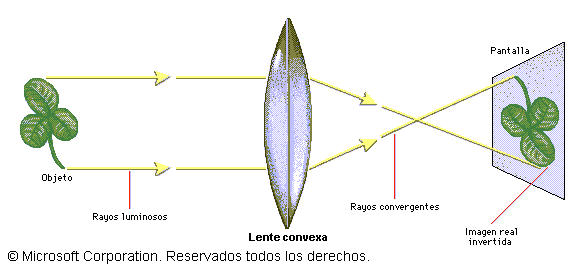 Pantalla
Objeto
Rayos luminosos
Rayos convergentes
Lente convexa
Imagen real
invertida
© Microsoft Corporation. Reservados todos los derechos.